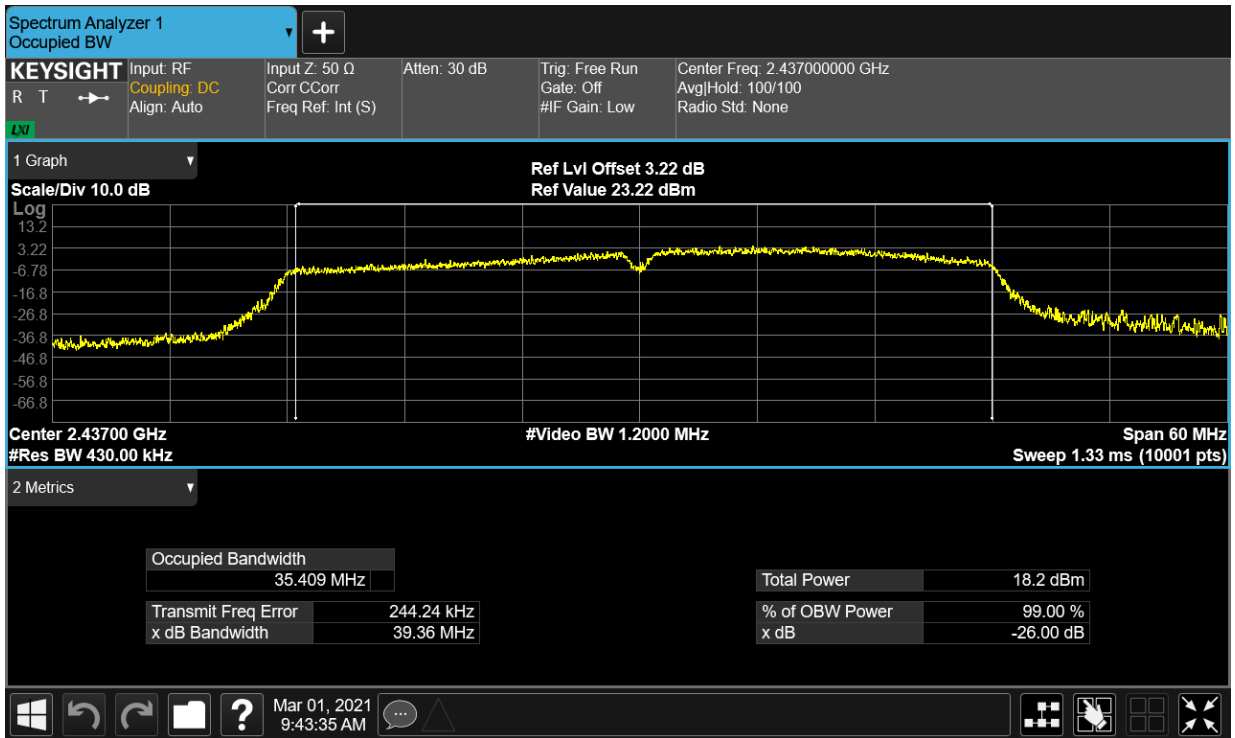 Spectrum Analyzer 1
Occupied BW
KEYSIGHT
R T
LXI
Input: RF
Coupling: DC
Align: Auto
Input Z: 50 Ω
Corr CCorr
Freq Ref: Int (S)
Atten: 30 dB
Trig: Free Run
Gate: Off
#IF Gain: Low
Center Freq: 2.437000000 GHz
Avg|Hold: 100/100
Radio Std: None
1 Graph
Scale/Div 10.0 dB
Ref Lvl Offset 3.22 dB
Ref Value 23.22 dBm
Log
13.2
3.22
-6.78
-16.8
-26.8
-36.8
-46.8
-56.8
-66.8
Center 2.43700 GHz
#Video BW 1.2000 MHz
Span 60 MHz
#Res BW 430.00 kHz
Sweep 1.33 ms (10001 pts)
2 Metrics
Occupied Bandwidth
35.409 MHz
Transmit Freq Error 244.24 kHz
x dB Bandwidth 39.36 MHz
Total Power 18.2 dBm
% of OBW Power 99.00 %
x dB -26.00 dB
?
Mar 01, 2021
9:43:35 AM